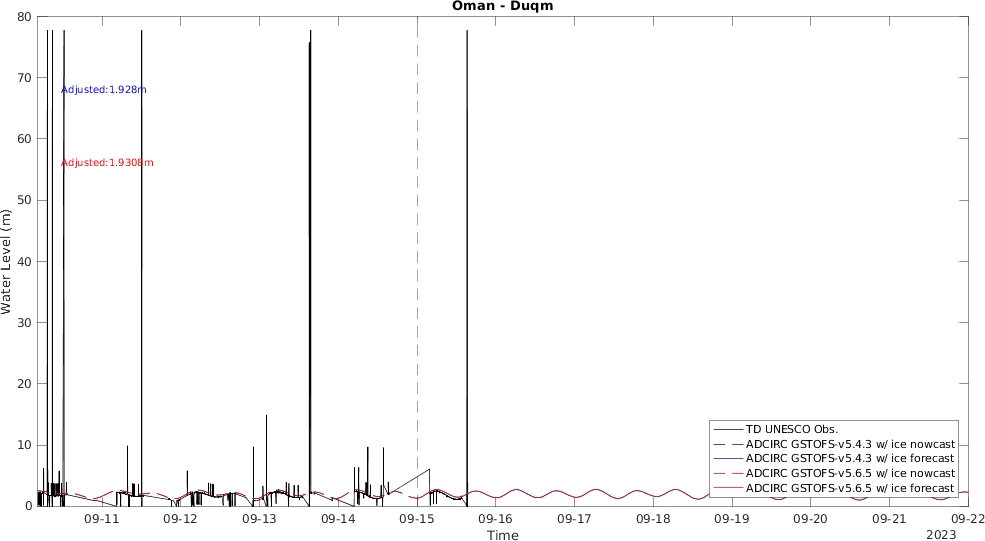 Oman - Duqm
80
70
60
50
40
30
20
10
0
Water Level (m)
Adjusted:1.928m
Adjusted:1.9308m
TD UNESCO Obs.
ADCIRC GSTOFS-v5.4.3 w/ ice nowcast
ADCIRC GSTOFS-v5.4.3 w/ ice forecast
ADCIRC GSTOFS-v5.6.5 w/ ice nowcast
ADCIRC GSTOFS-v5.6.5 w/ ice forecast
09-11 09-12 09-13 09-14 09-15 09-16 09-17 09-18 09-19 09-20 09-21 09-22
Time
2023